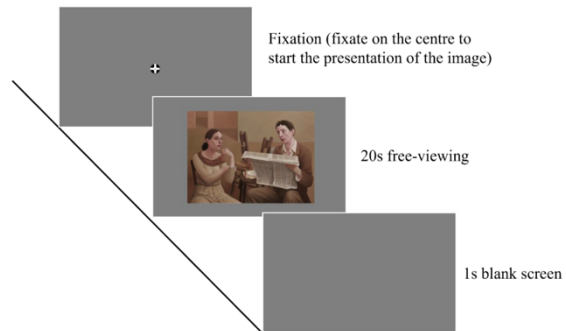 Fixation (fixate on the centre to
start the presentation of the image)
20s free-viewing
1s blank screen